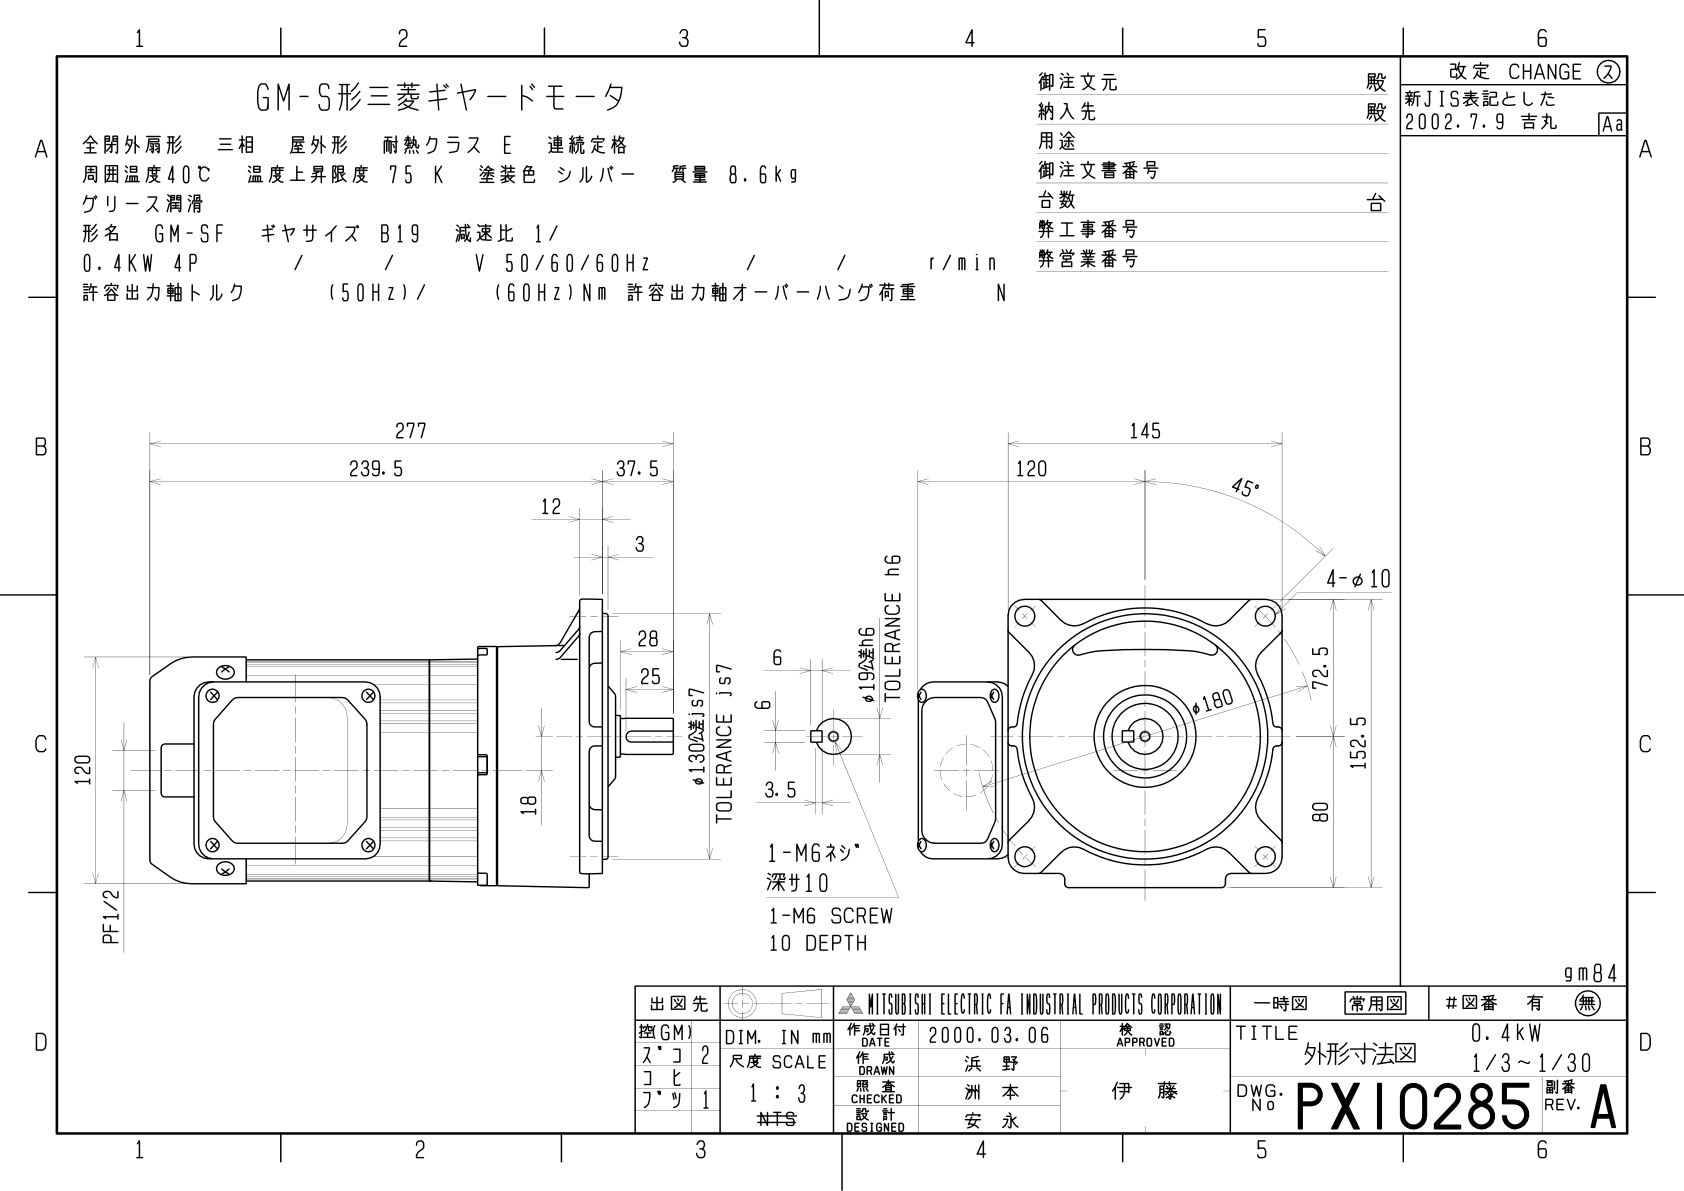 1 2 3 4 5 6
A A
B B
C C
D D
GM-S形三菱ギヤードモータ
全閉外扇形 三相 屋外形 耐熱クラス E 連続定格
周囲温度40℃ 温度上昇限度 75 K 塗装色 シルバー 質量 8.6kg
グリース潤滑
形名 GM-SF ギヤサイズ B19 減速比 1/
0.4KW 4P / / V 50/60/60Hz / / r/min
許容出力軸トルク (50Hz)/ (60Hz)Nm 許容出力軸オーバーハング荷重 N
御注文元 殿
納入先 殿
用途
御注文書番号
台数 台
弊工事番号
弊営業番号
改定 CHANGE ス
新JIS表記とした
2002.7.9 吉丸 Aa
277
239.5 37.5
12
3
28
25
120
PF1/2
18
φ130公差js7
TOLERANCE js7
6
6
3.5
φ19公差h6
TOLERANCE h6
1-M6ネジ
深サ10
1-M6 SCREW
10 DEPTH
145
120
45°
4-φ10
φ180
72.5
152.5
80
gm84
出図先
控(GM)
ズコ 2
コヒ
ブツ 1
DIM. IN mm
尺度 SCALE
1 : 3
NTS
MITSUBISHI ELECTRIC FA INDUSTRIAL PRODUCTS CORPORATION
作成日付 DATE 2000.03.06
作成 DRAWN 浜野
照査 CHECKED 洲本
設計 DESIGNED 安永
検認 APPROVED
伊藤
一時図 常用図 #図番 有 無
TITLE 0.4kW
外形寸法図 1/3~1/30
DWG. No PX10285 副番 REV. A
1 2 3 4 5 6